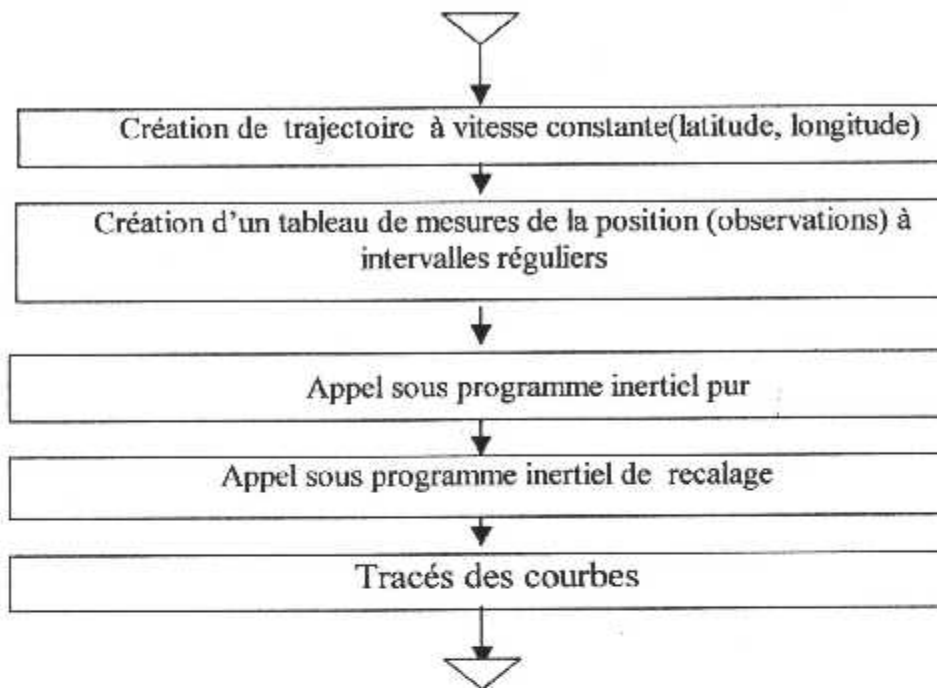 Création de trajectoire à vitesse constante(latitude, longitude)
Création d'un tableau de mesures de la position (observations) à
intervalles réguliers
Appel sous programme inertiel pur
Appel sous programme inertiel de recalage
Tracés des courbes